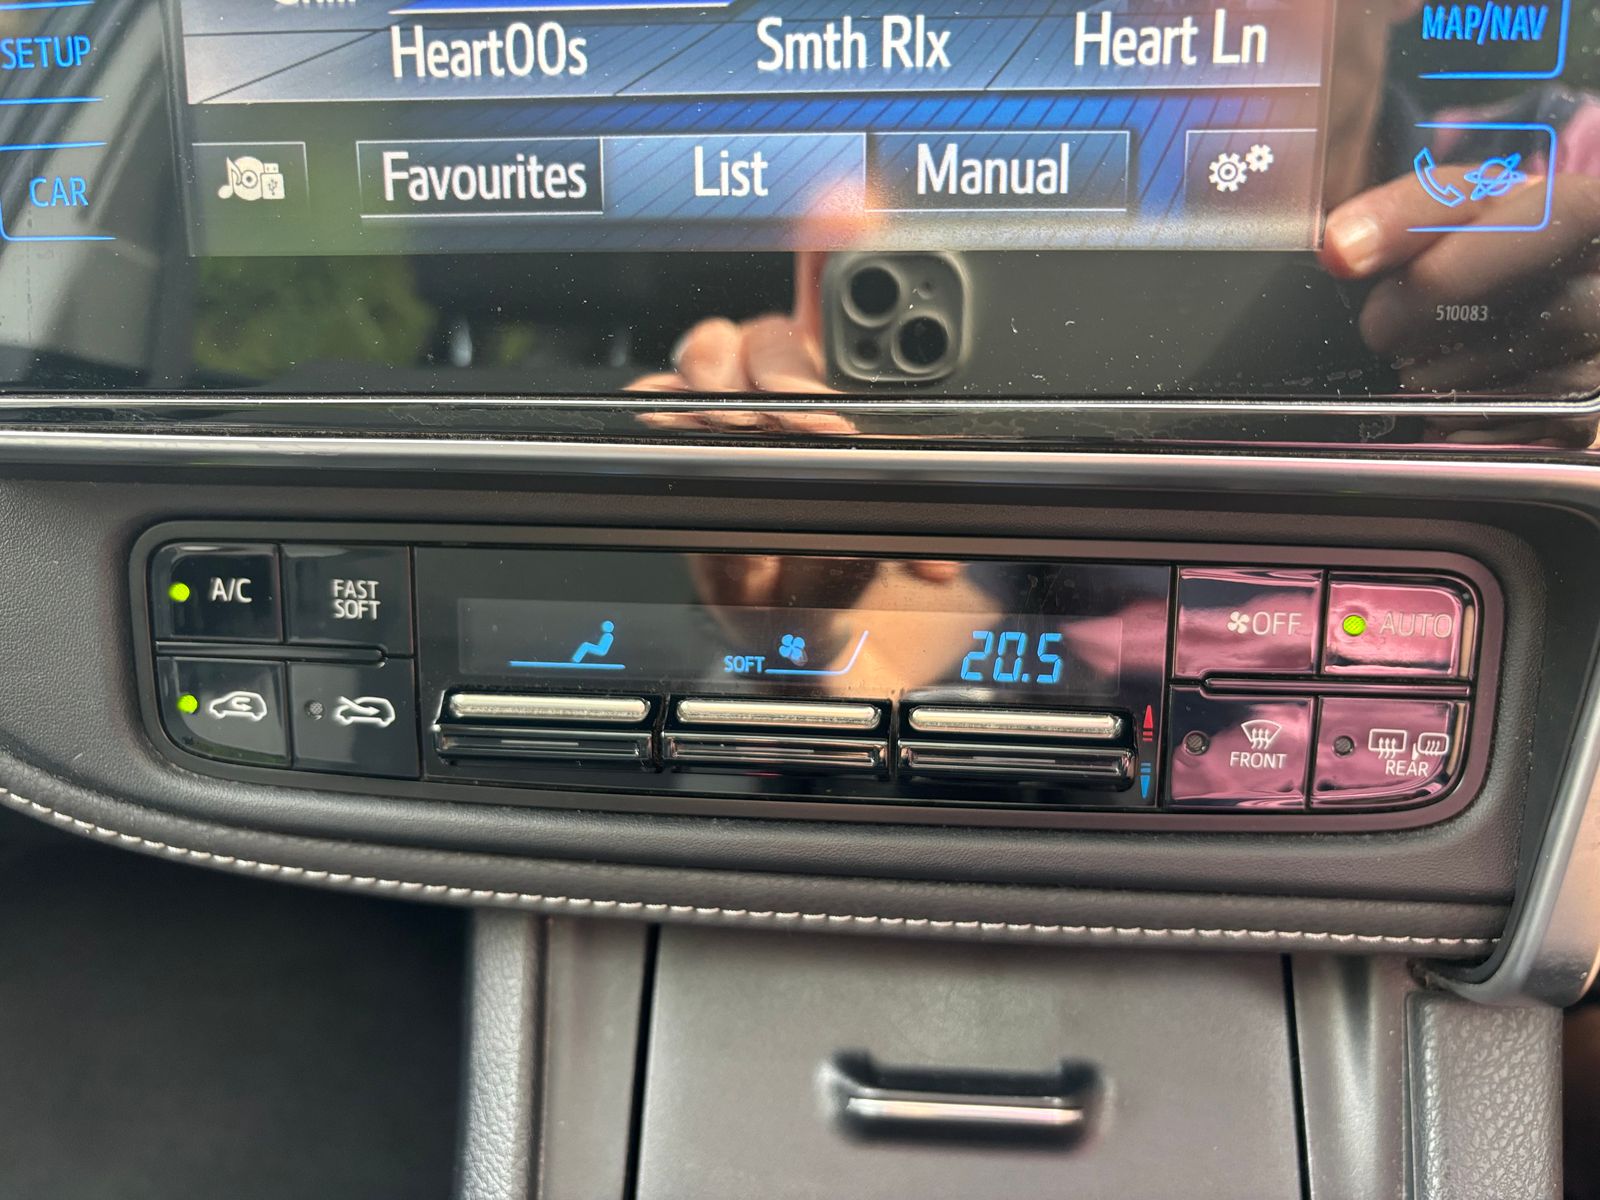 SETUP
Heart00s
Smth Rlx
Heart Ln
MAP/NAV
CAR
Favourites
List
Manual
510083
A/C
FAST
SOFT
SOFT
20.5
OFF
AUTO
FRONT
REAR